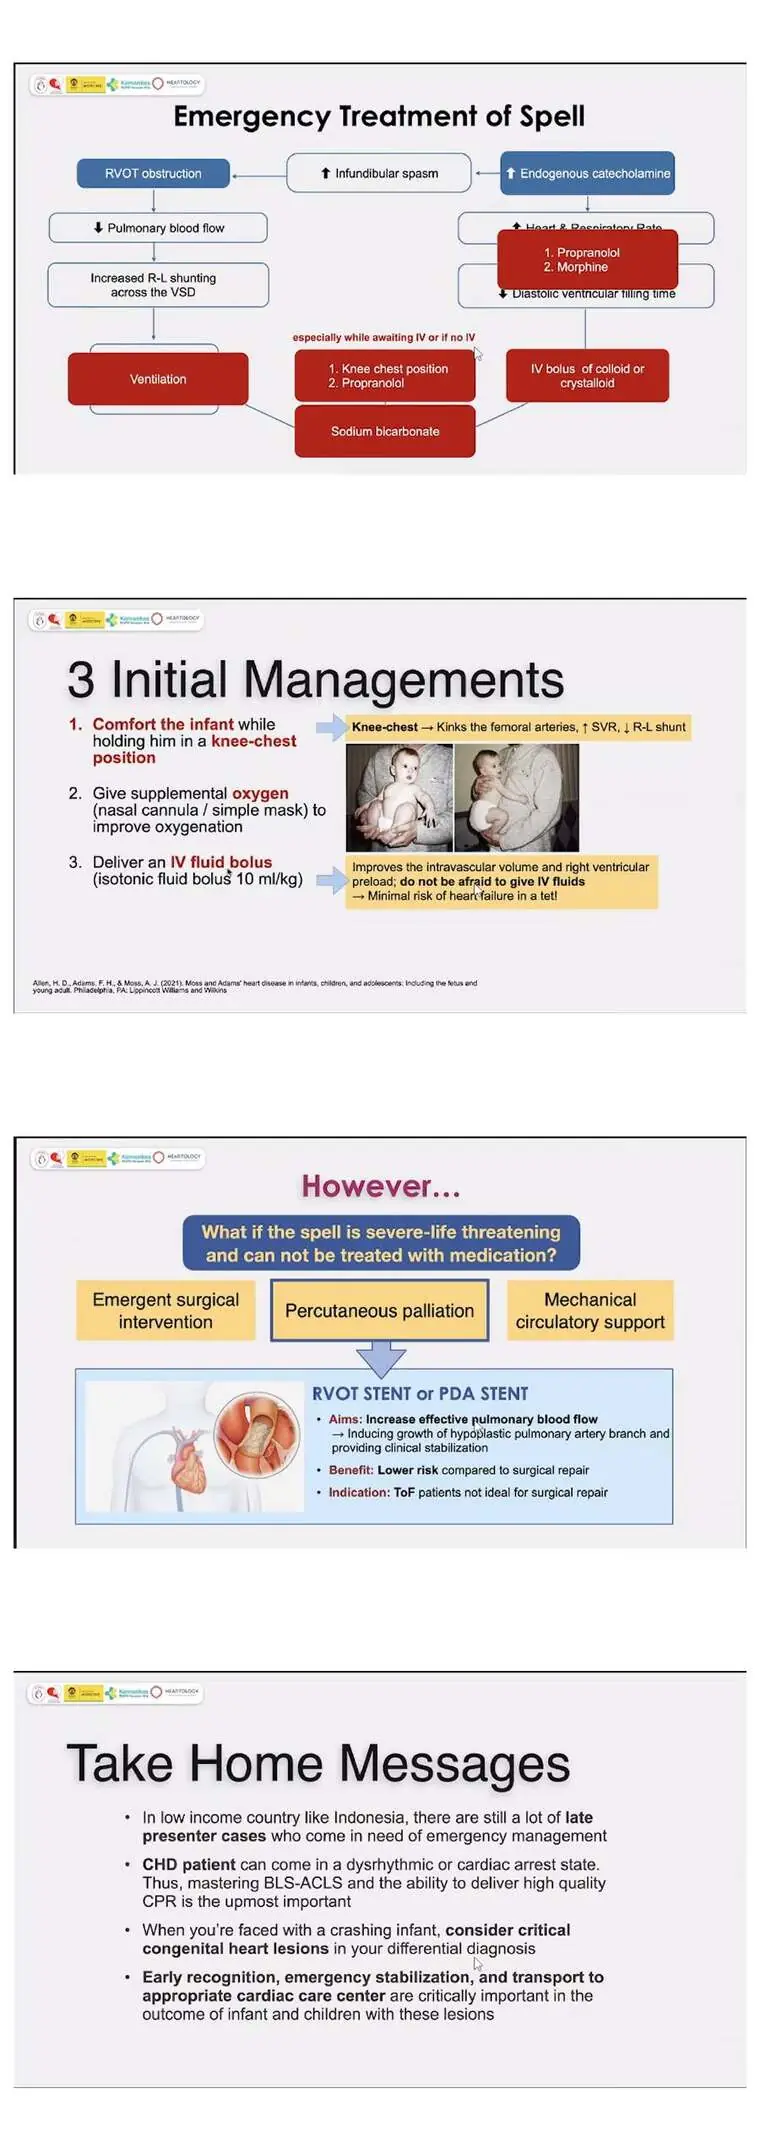 HEARTOLOGY
Emergency Treatment of Spell
RVOT obstruction
⬆ Infundibular spasm
⬆ Endogenous catecholamine
⬇ Pulmonary blood flow
⬆ Heart & Respiratory Rate
1. Propranolol
2. Morphine
Increased R-L shunting
across the VSD
⬇ Diastolic ventricular filling time
especially while awaiting IV or if no IV
Ventilation
1. Knee chest position
2. Propranolol
IV bolus of colloid or
crystalloid
Sodium bicarbonate
HEARTOLOGY
3 Initial Managements
1. Comfort the infant while
holding him in a knee-chest
position
Knee-chest → Kinks the femoral arteries, ↑ SVR, ↓ R-L shunt
2. Give supplemental oxygen
(nasal cannula / simple mask) to
improve oxygenation
3. Deliver an IV fluid bolus
(isotonic fluid bolus 10 ml/kg)
Improves the intravascular volume and right ventricular
preload; do not be afraid to give IV fluids
→ Minimal risk of heart failure in a tet!
Allen, H. D., Adams, F. H., & Moss, A. J. (2021). Moss and Adams' heart disease in infants, children, and adolescents: Including the fetus and
young adult. Philadelphia, PA: Lippincott Williams and Wilkins
HEARTOLOGY
However...
What if the spell is severe-life threatening
and can not be treated with medication?
Emergent surgical
intervention
Percutaneous palliation
Mechanical
circulatory support
RVOT STENT or PDA STENT
• Aims: Increase effective pulmonary blood flow
→ Inducing growth of hypoplastic pulmonary artery branch and
providing clinical stabilization
• Benefit: Lower risk compared to surgical repair
• Indication: ToF patients not ideal for surgical repair
HEARTOLOGY
Take Home Messages
• In low income country like Indonesia, there are still a lot of late
presenter cases who come in need of emergency management
• CHD patient can come in a dysrhythmic or cardiac arrest state.
Thus, mastering BLS-ACLS and the ability to deliver high quality
CPR is the upmost important
• When you're faced with a crashing infant, consider critical
congenital heart lesions in your differential diagnosis
• Early recognition, emergency stabilization, and transport to
appropriate cardiac care center are critically important in the
outcome of infant and children with these lesions